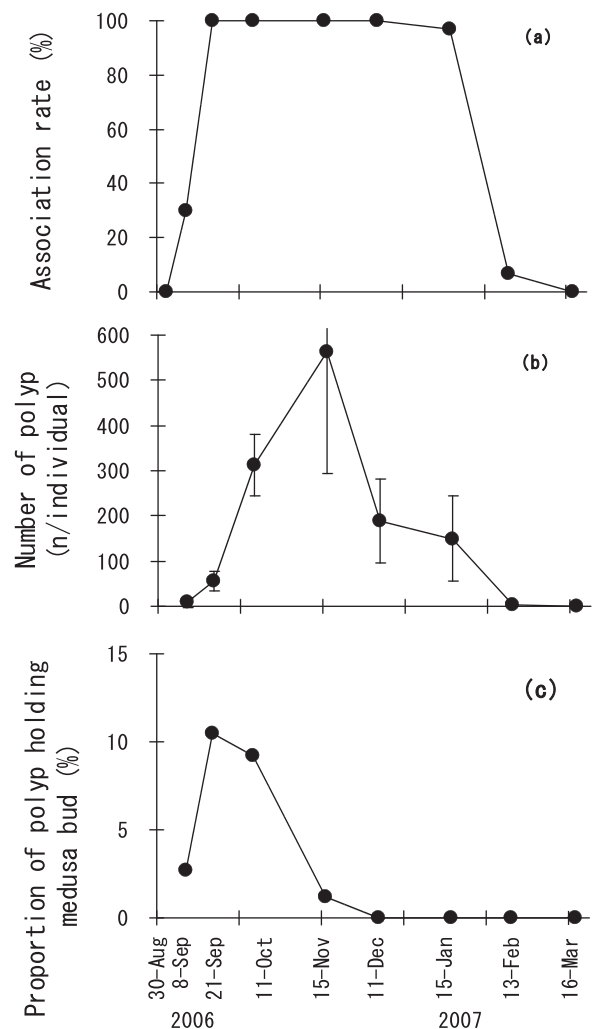 (a)
Association rate (%)
100
80
60
40
20
0
(b)
Number of polyp
(n/individual)
600
500
400
300
200
100
0
(c)
Proportion of polyp holding
medusa bud (%)
15
10
5
0
30-Aug
8-Sep
21-Sep
11-Oct
15-Nov
11-Dec
15-Jan
13-Feb
16-Mar
2006
2007